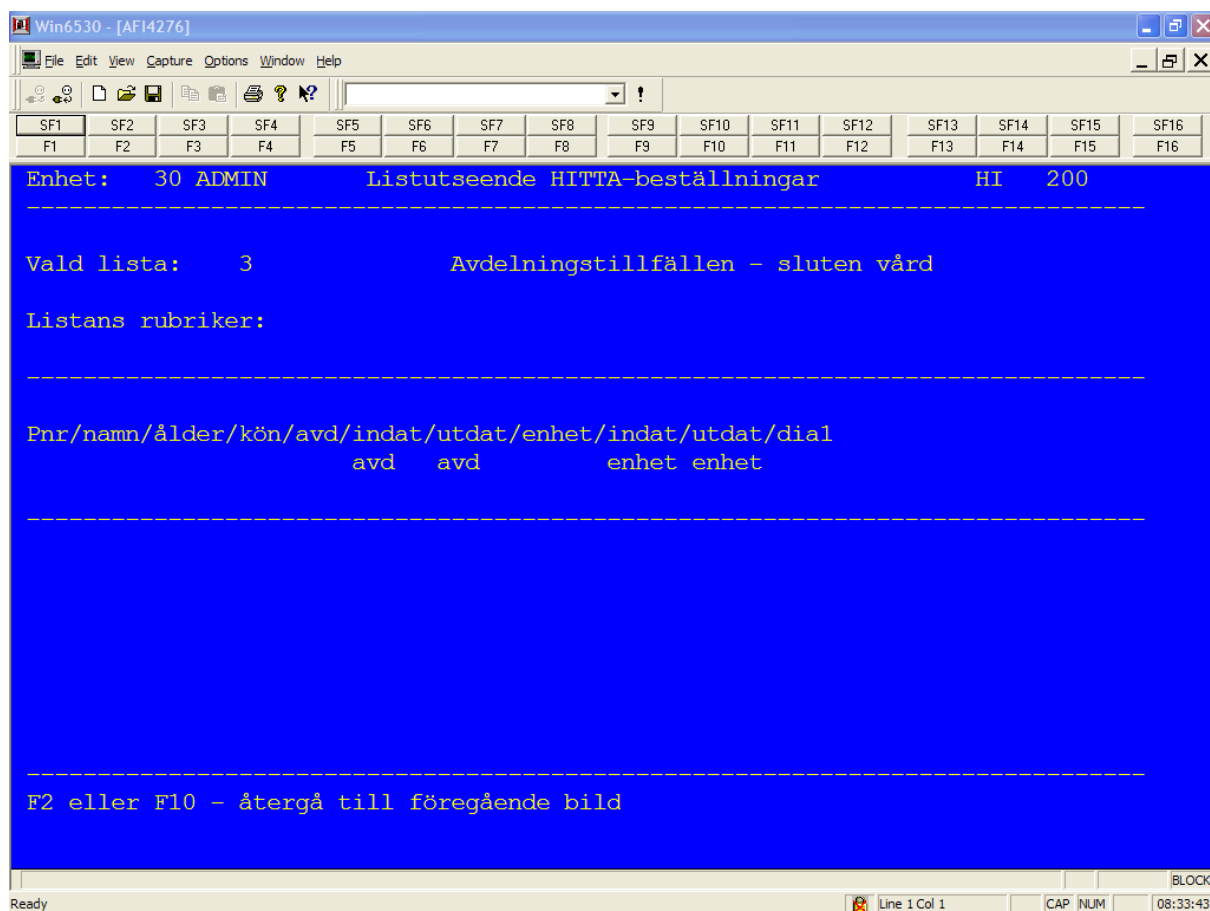 Win6530 - [AFI4276]
File Edit View Capture Options Window Help
SF1 SF2 SF3 SF4 SF5 SF6 SF7 SF8 SF9 SF10 SF11 SF12 SF13 SF14 SF15 SF16
F1 F2 F3 F4 F5 F6 F7 F8 F9 F10 F11 F12 F13 F14 F15 F16
Enhet: 30 ADMIN Listutseende HITTA-beställningar HI 200
Vald lista: 3 Avdelningstillfällen - sluten vård
Listans rubriker:
Pnr/namn/ålder/kön/avd/indat/utdat/enhet/indat/utdat/dia1
avd avd enhet enhet
F2 eller F10 - återgå till föregående bild
BLOCK
Ready Line 1 Col 1 CAP NUM 08:33:43